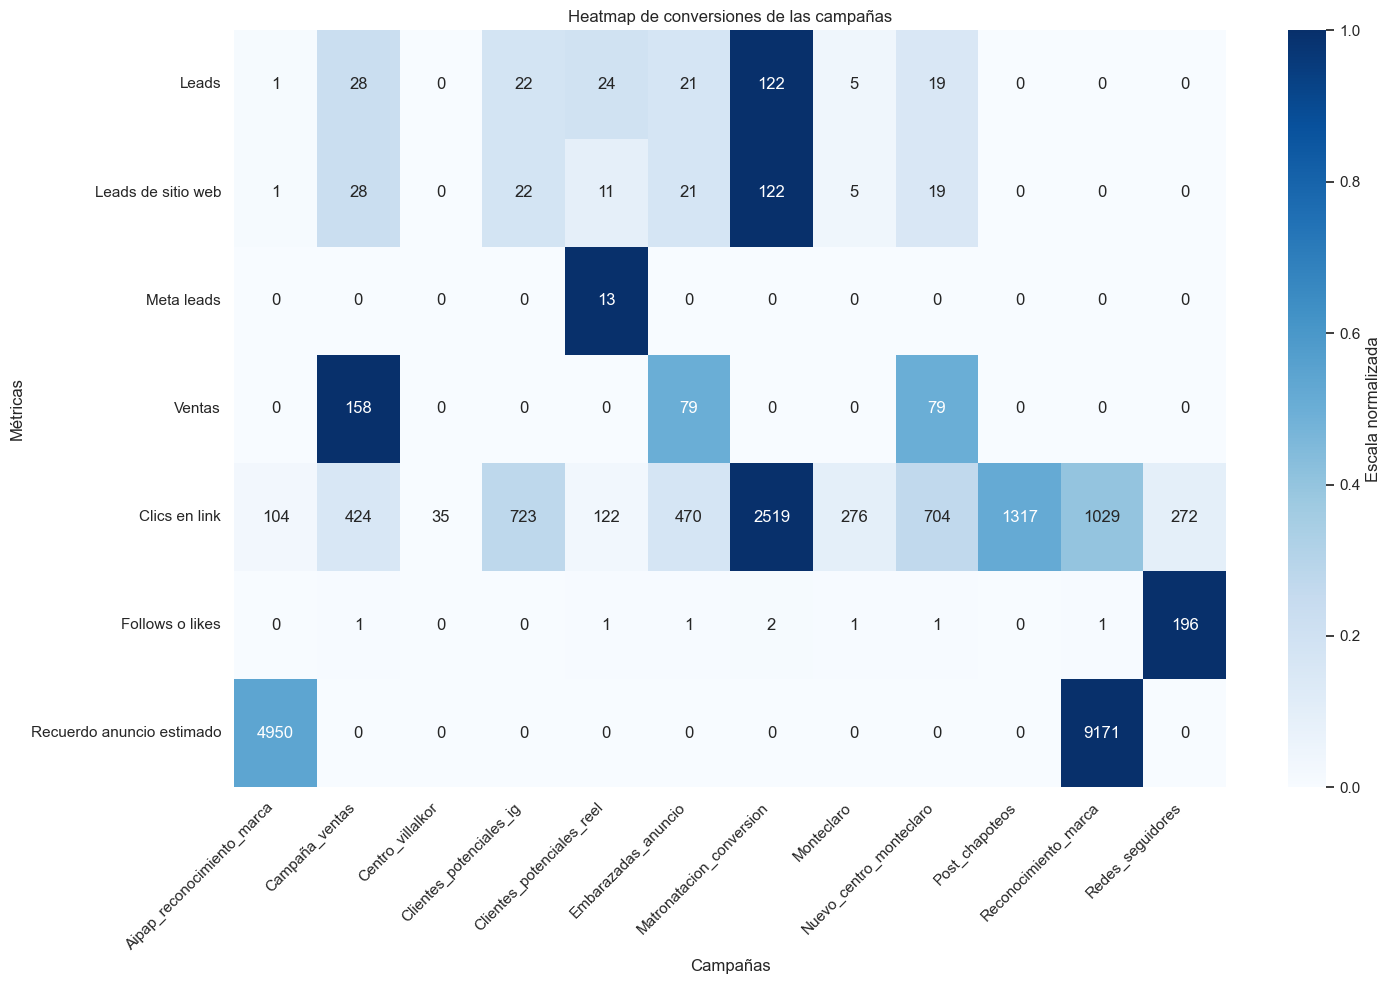 Heatmap de conversiones de las campañas
Métricas
Leads 1 28 0 22 24 21 122 5 19 0 0 0
Leads de sitio web 1 28 0 22 11 21 122 5 19 0 0 0
Meta leads 0 0 0 0 13 0 0 0 0 0 0 0
Ventas 0 158 0 0 0 79 0 0 79 0 0 0
Clics en link 104 424 35 723 122 470 2519 276 704 1317 1029 272
Follows o likes 0 1 0 0 1 1 2 1 1 0 1 196
Recuerdo anuncio estimado 4950 0 0 0 0 0 0 0 0 0 9171 0
Aipap_reconocimiento_marca
Campaña_ventas
Centro_villalkor
Clientes_potenciales_ig
Clientes_potenciales_reel
Embarazadas_anuncio
Matronatacion_conversion
Monteclaro
Nuevo_centro_monteclaro
Post_chapoteos
Reconocimiento_marca
Redes_seguidores
Campañas
1.0
0.8
0.6
0.4
0.2
0.0
Escala normalizada